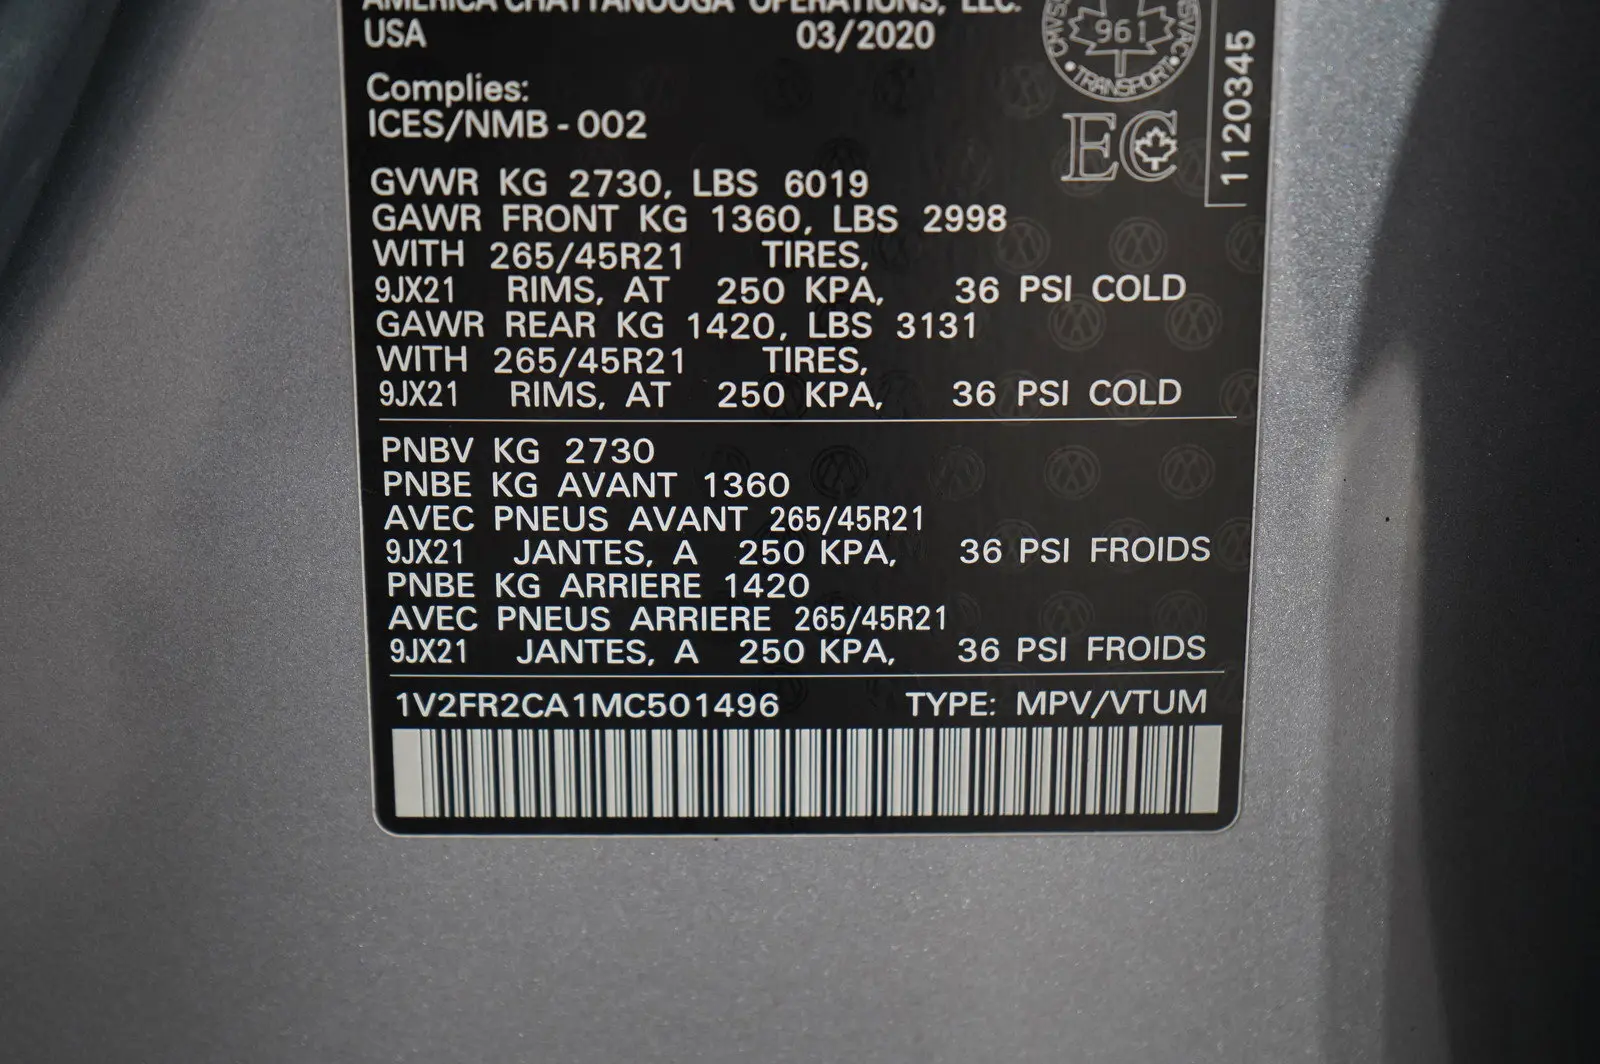 AMERICA CHATTANOOGA OPERATIONS, LLC.
USA 03/2020
Complies:
ICES/NMB - 002
961
TRANSPORT
EC
1120345
GVWR KG 2730, LBS 6019
GAWR FRONT KG 1360, LBS 2998
WITH 265/45R21 TIRES,
9JX21 RIMS, AT 250 KPA, 36 PSI COLD
GAWR REAR KG 1420, LBS 3131
WITH 265/45R21 TIRES,
9JX21 RIMS, AT 250 KPA, 36 PSI COLD
PNBV KG 2730
PNBE KG AVANT 1360
AVEC PNEUS AVANT 265/45R21
9JX21 JANTES, A 250 KPA, 36 PSI FROIDS
PNBE KG ARRIERE 1420
AVEC PNEUS ARRIERE 265/45R21
9JX21 JANTES, A 250 KPA, 36 PSI FROIDS
1V2FR2CA1MC501496 TYPE: MPV/VTUM